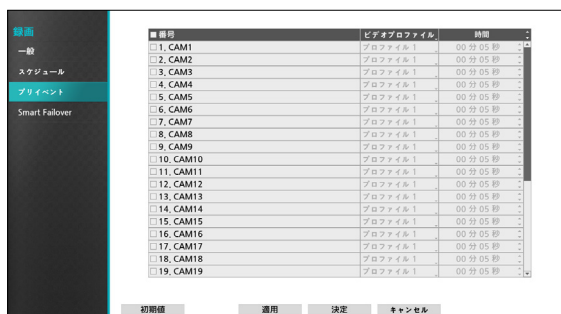 録画
一般
スケジュール
プリイベント
Smart Failover
番号 ビデオプロファイル 時間
1, CAM1 プロファイル 1 00 分 05 秒
2, CAM2 プロファイル 1 00 分 05 秒
3, CAM3 プロファイル 1 00 分 05 秒
4, CAM4 プロファイル 1 00 分 05 秒
5, CAM5 プロファイル 1 00 分 05 秒
6, CAM6 プロファイル 1 00 分 05 秒
7, CAM7 プロファイル 1 00 分 05 秒
8, CAM8 プロファイル 1 00 分 05 秒
9, CAM9 プロファイル 1 00 分 05 秒
10, CAM10 プロファイル 1 00 分 05 秒
11, CAM11 プロファイル 1 00 分 05 秒
12, CAM12 プロファイル 1 00 分 05 秒
13, CAM13 プロファイル 1 00 分 05 秒
14, CAM14 プロファイル 1 00 分 05 秒
15, CAM15 プロファイル 1 00 分 05 秒
16, CAM16 プロファイル 1 00 分 05 秒
17, CAM17 プロファイル 1 00 分 05 秒
18, CAM18 プロファイル 1 00 分 05 秒
19, CAM19 プロファイル 1 00 分 05 秒
初期値 適用 決定 キャンセル